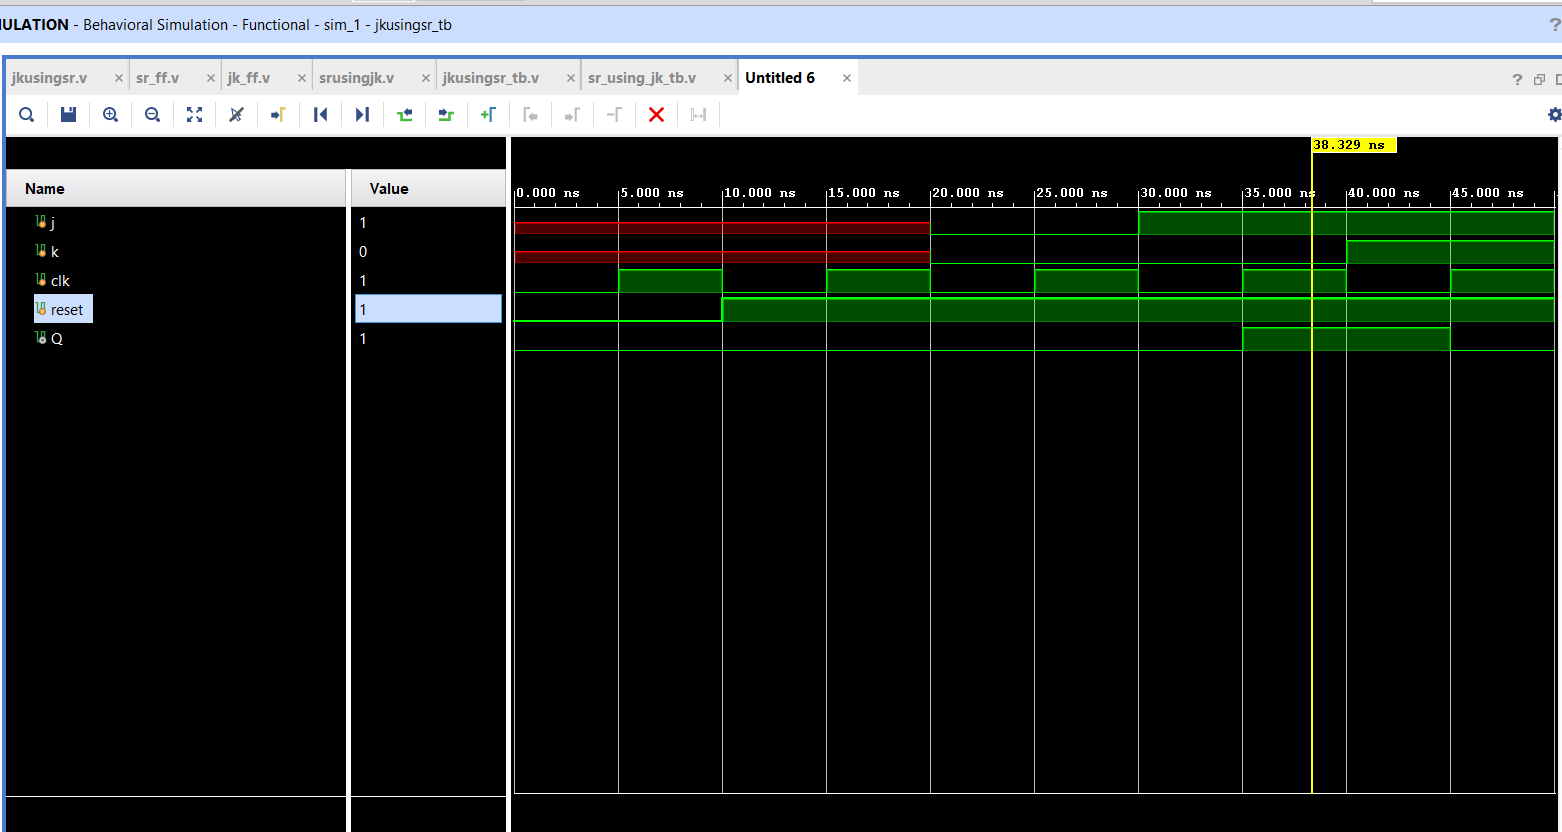 ULATION - Behavioral Simulation - Functional - sim_1 - jkusingsr_tb ?
jkusingsr.v × sr_ff.v × jk_ff.v × srusingjk.v × jkusingsr_tb.v × sr_using_jk_tb.v × Untitled 6 × ?
38.329 ns
Name Value 0.000 ns 5.000 ns 10.000 ns 15.000 ns 20.000 ns 25.000 ns 30.000 ns 35.000 ns 40.000 ns 45.000 ns
j 1
k 0
clk 1
reset 1
Q 1